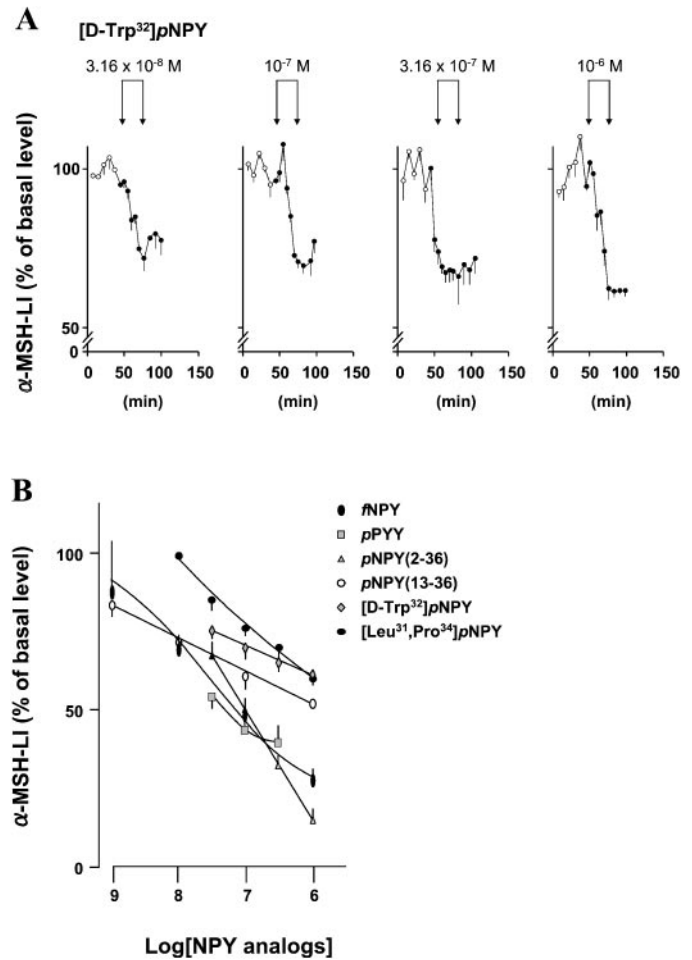 A
[D-Trp³²]pNPY
3.16 x 10⁻⁸ M
10⁻⁷ M
3.16 x 10⁻⁷ M
10⁻⁶ M
α-MSH-LI (% of basal level)
100
50
0
0 50 100 150
0 50 100 150
0 50 100 150
0 50 100 150
(min)
(min)
(min)
(min)
B
α-MSH-LI (% of basal level)
100
50
0
9 8 7 6
Log[NPY analogs]
fNPY
pPYY
pNPY(2-36)
pNPY(13-36)
[D-Trp³²]pNPY
[Leu³¹,Pro³⁴]pNPY